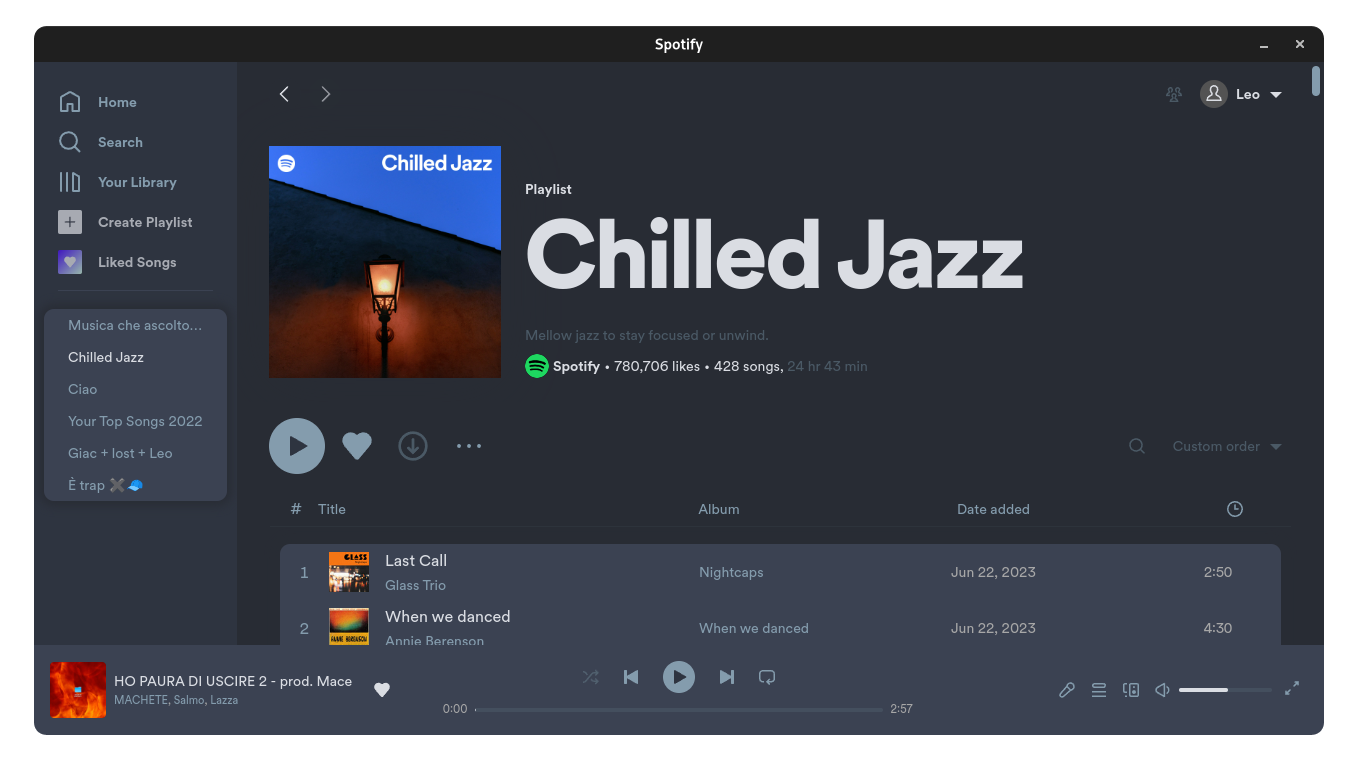 Spotify
Home
Search
Your Library
Create Playlist
Liked Songs
Musica che ascolto...
Chilled Jazz
Ciao
Your Top Songs 2022
Giac + lost + Leo
È trap ✖️🧢
Leo
Chilled Jazz
Playlist
Chilled Jazz
Mellow jazz to stay focused or unwind.
Spotify • 780,706 likes • 428 songs, 24 hr 43 min
Custom order
# Title Album Date added
1 Last Call Nightcaps Jun 22, 2023 2:50
GLASS
Glass Trio
2 When we danced When we danced Jun 22, 2023 4:30
ANNIE BERENSON
Annie Berenson
HO PAURA DI USCIRE 2 - prod. Mace
MACHETE, Salmo, Lazza
0:00 2:57